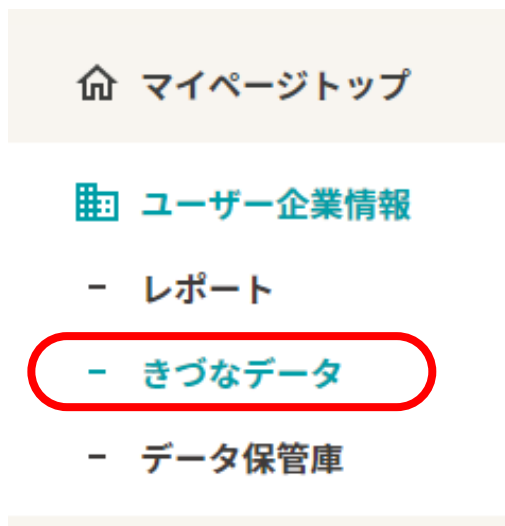 マイページトップ
ユーザー企業情報
- レポート
- きづなデータ
- データ保管庫